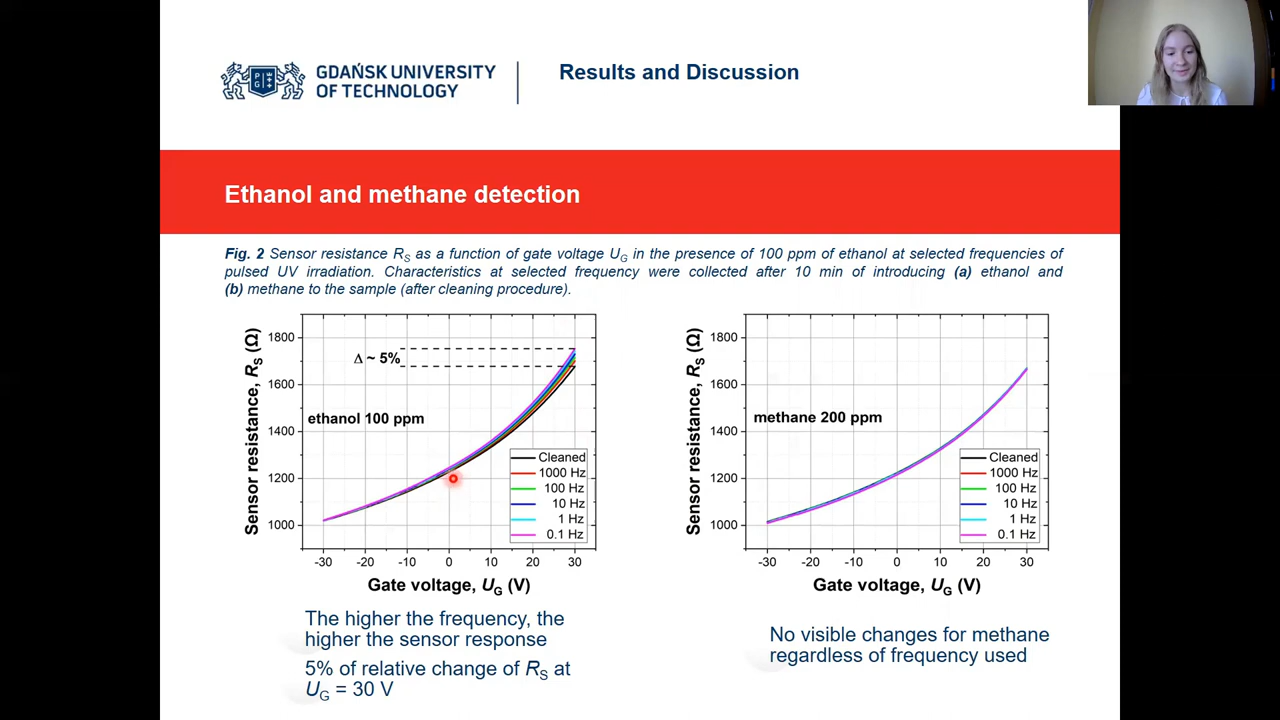 GDAŃSK UNIVERSITY
OF TECHNOLOGY
Results and Discussion
P G
Ethanol and methane detection
Fig. 2 Sensor resistance RS as a function of gate voltage UG in the presence of 100 ppm of ethanol at selected frequencies of
pulsed UV irradiation. Characteristics at selected frequency were collected after 10 min of introducing (a) ethanol and
(b) methane to the sample (after cleaning procedure).
Sensor resistance, RS (Ω)
1800
1600
1400
1200
1000
Δ ~ 5%
ethanol 100 ppm
Cleaned
1000 Hz
100 Hz
10 Hz
1 Hz
0.1 Hz
-30 -20 -10 0 10 20 30
Gate voltage, UG (V)
Sensor resistance, RS (Ω)
1800
1600
1400
1200
1000
methane 200 ppm
Cleaned
1000 Hz
100 Hz
10 Hz
1 Hz
0.1 Hz
-30 -20 -10 0 10 20 30
Gate voltage, UG (V)
The higher the frequency, the
higher the sensor response
5% of relative change of RS at
UG = 30 V
No visible changes for methane
regardless of frequency used